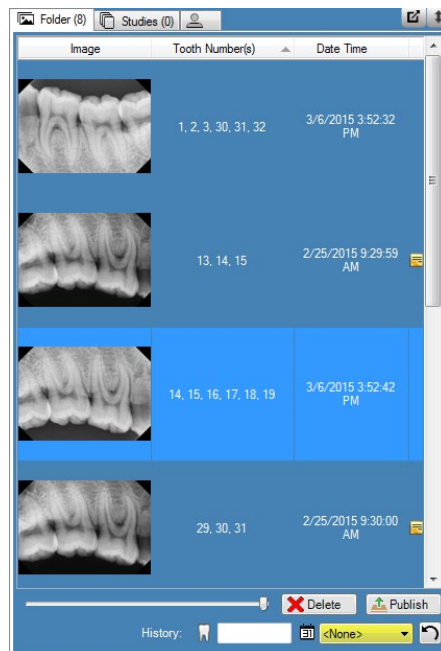 Folder (8) Studies (0)
Image Tooth Number(s) Date Time
1, 2, 3, 30, 31, 32 3/6/2015 3:52:32
PM
13, 14, 15 2/25/2015 9:29:59
AM
14, 15, 16, 17, 18, 19 3/6/2015 3:52:42
PM
29, 30, 31 2/25/2015 9:30:00
AM
Delete Publish
History: 31 <None>